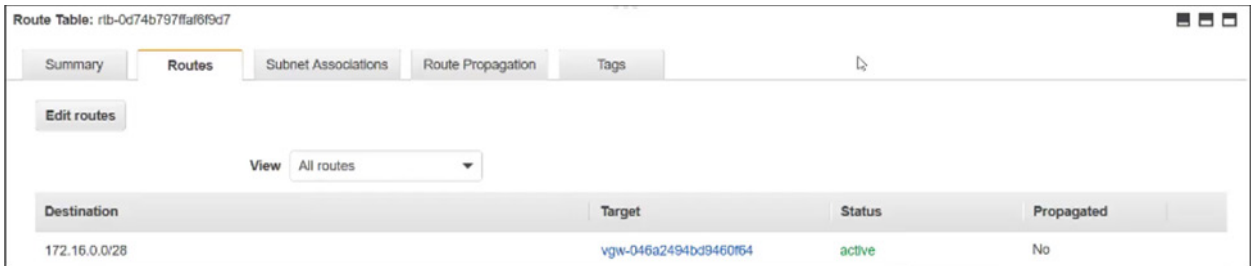 Route Table: rtb-0d74b797ffaf6f9d7
Summary Routes Subnet Associations Route Propagation Tags
Edit routes
View All routes
Destination Target Status Propagated
172.16.0.0/28 vgw-046a2494bd9460f64 active No